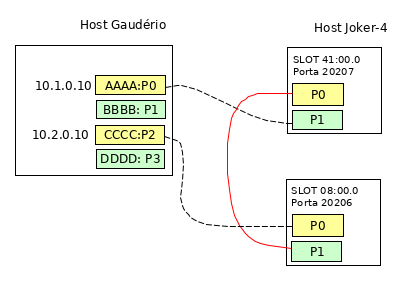 Host Gaudério
Host Joker-4
10.1.0.10 AAAA:P0
BBBB: P1
10.2.0.10 CCCC:P2
DDDD: P3
SLOT 41:00.0
Porta 20207
P0
P1
SLOT 08:00.0
Porta 20206
P0
P1